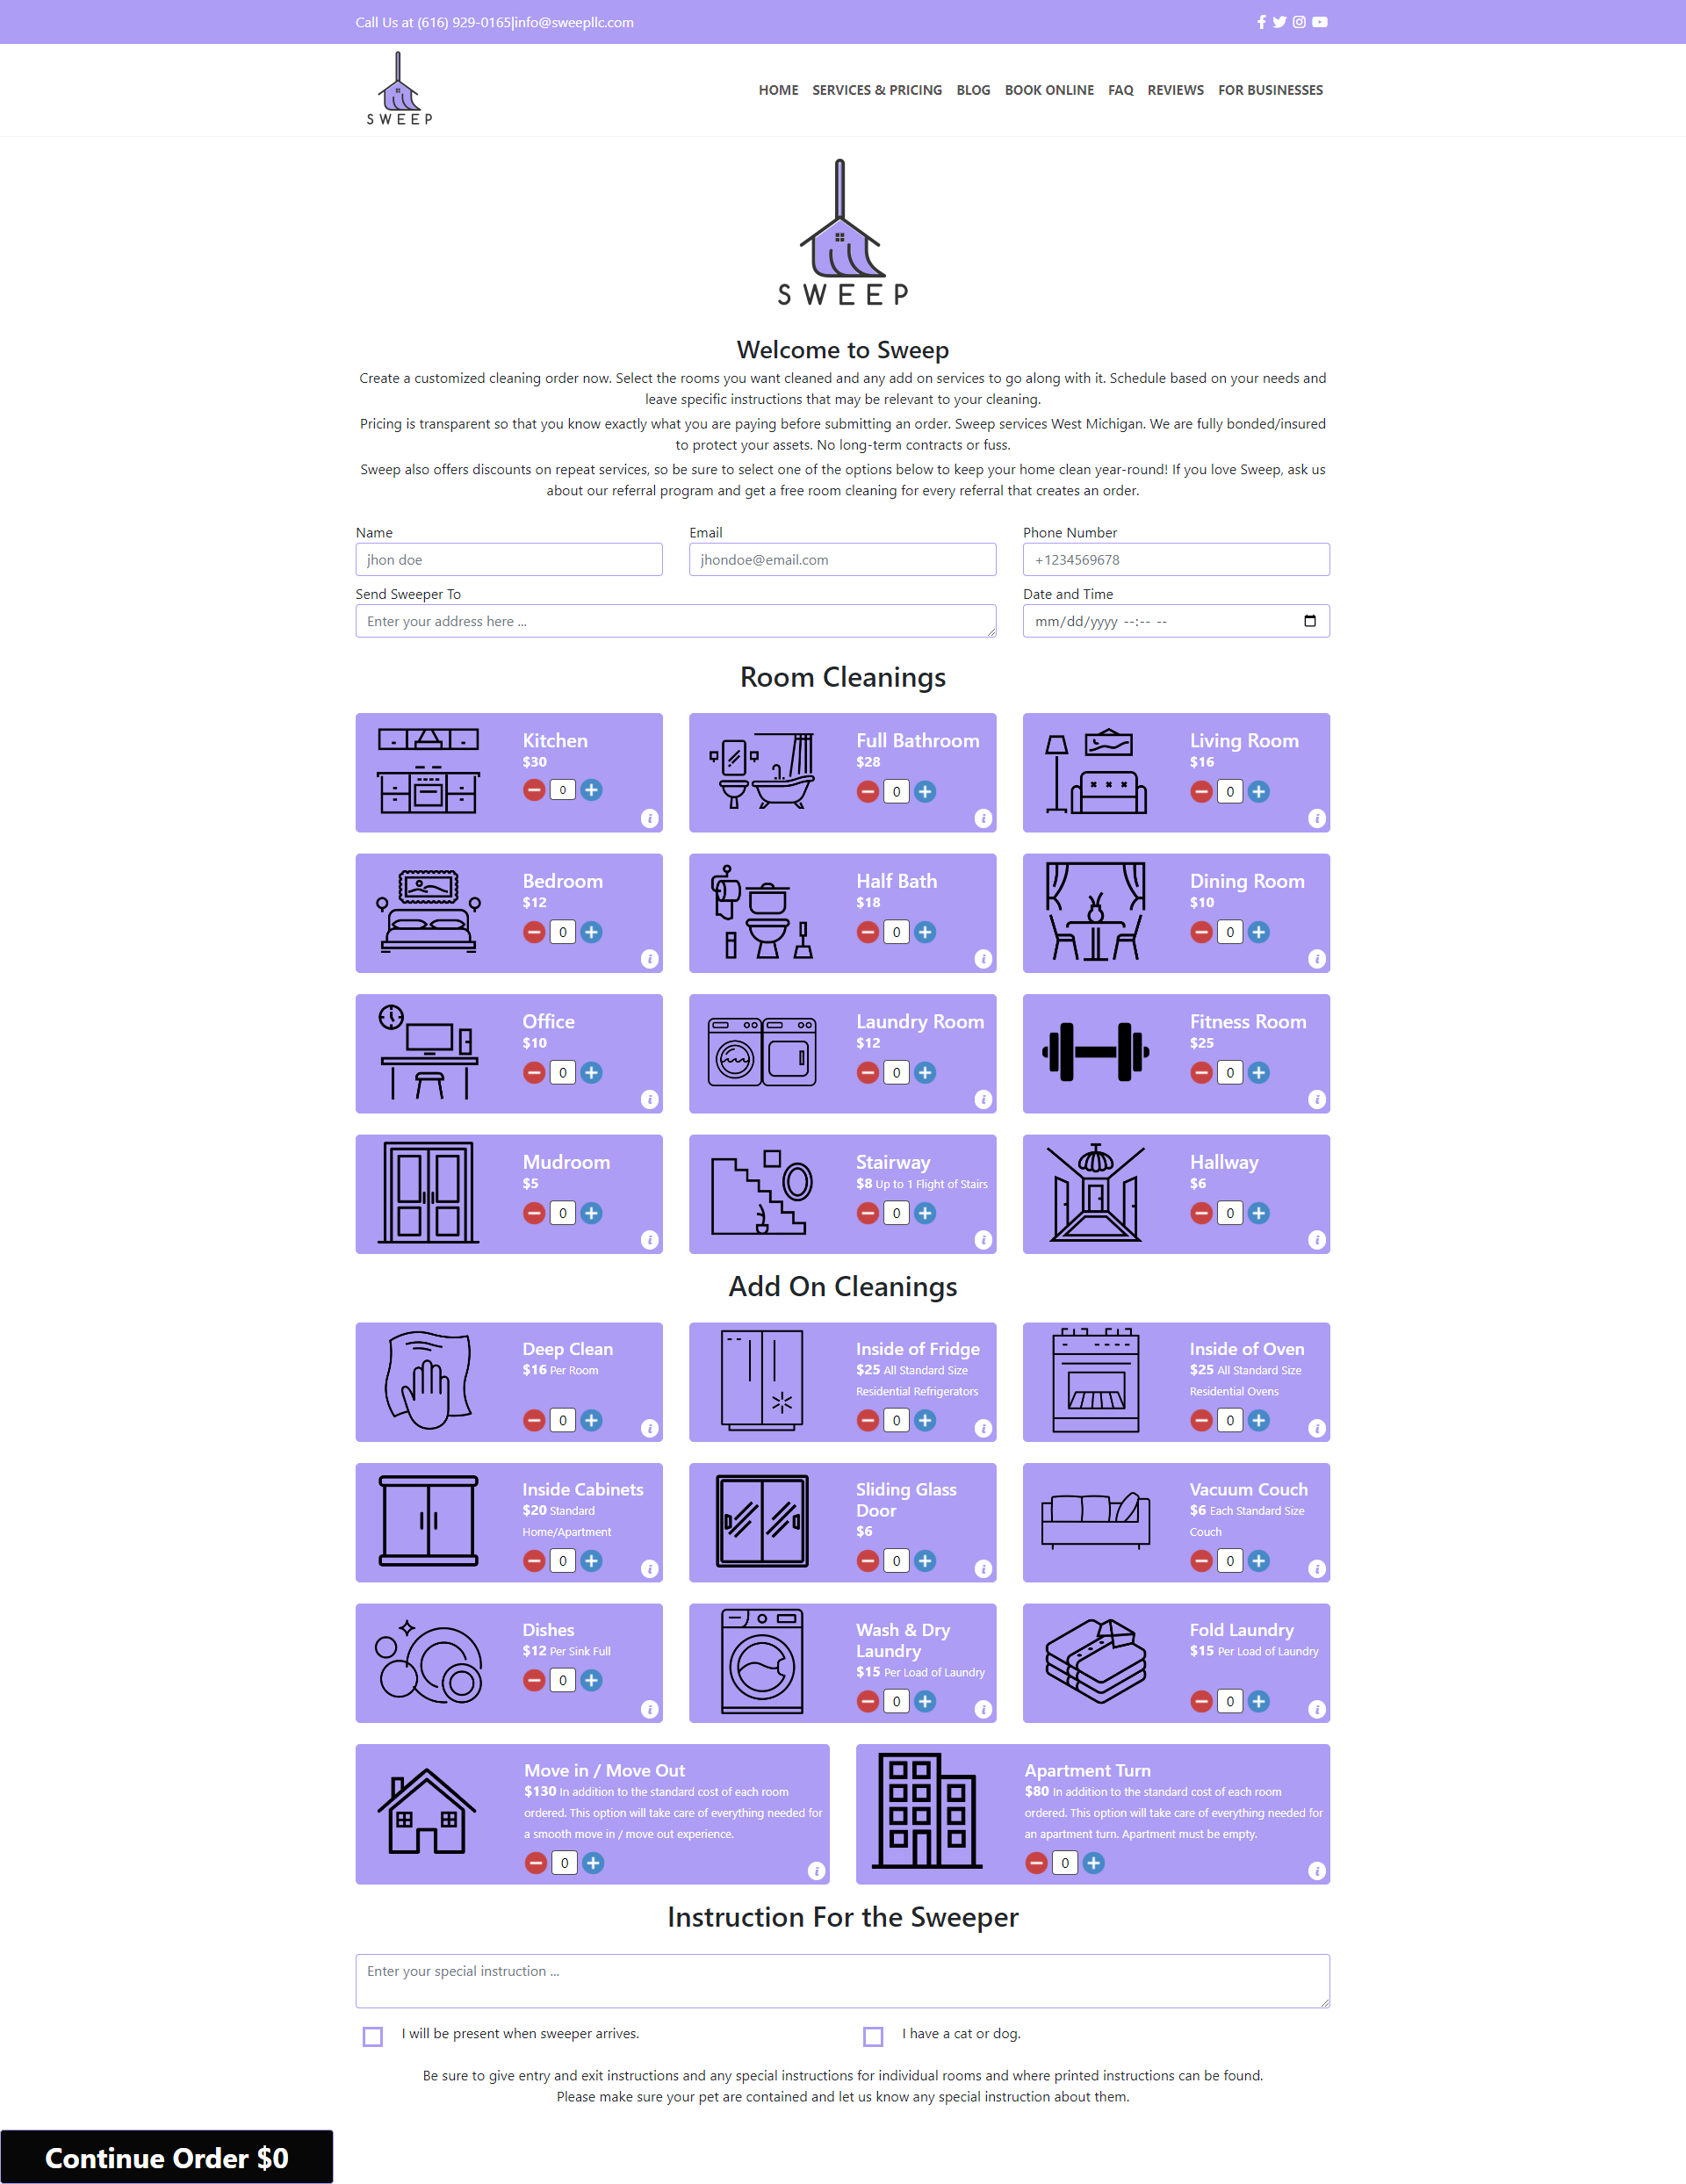 Call Us at (616) 929-0165|info@sweepllc.com
SWEEP
HOME SERVICES & PRICING BLOG BOOK ONLINE FAQ REVIEWS FOR BUSINESSES
SWEEP
Welcome to Sweep
Create a customized cleaning order now. Select the rooms you want cleaned and any add on services to go along with it. Schedule based on your needs and
leave specific instructions that may be relevant to your cleaning.
Pricing is transparent so that you know exactly what you are paying before submitting an order. Sweep services West Michigan. We are fully bonded/insured
to protect your assets. No long-term contracts or fuss.
Sweep also offers discounts on repeat services, so be sure to select one of the options below to keep your home clean year-round! If you love Sweep, ask us
about our referral program and get a free room cleaning for every referral that creates an order.
Name
jhon doe
Email
jhondoe@email.com
Phone Number
+1234569678
Send Sweeper To
Enter your address here ...
Date and Time
mm/dd/yyyy --:-- --
Room Cleanings
Kitchen
$30
0
i
Full Bathroom
$28
0
i
Living Room
$16
0
i
Bedroom
$12
0
i
Half Bath
$18
0
i
Dining Room
$10
0
i
Office
$10
0
i
Laundry Room
$12
0
i
Fitness Room
$25
0
i
Mudroom
$5
0
i
Stairway
$8 Up to 1 Flight of Stairs
0
i
Hallway
$6
0
i
Add On Cleanings
Deep Clean
$16 Per Room
0
i
Inside of Fridge
$25 All Standard Size
Residential Refrigerators
0
i
Inside of Oven
$25 All Standard Size
Residential Ovens
0
i
Inside Cabinets
$20 Standard
Home/Apartment
0
i
Sliding Glass
Door
$6
0
i
Vacuum Couch
$6 Each Standard Size
Couch
0
i
Dishes
$12 Per Sink Full
0
i
Wash & Dry
Laundry
$15 Per Load of Laundry
0
i
Fold Laundry
$15 Per Load of Laundry
0
i
Move in / Move Out
$130 In addition to the standard cost of each room
ordered. This option will take care of everything needed for
a smooth move in / move out experience.
0
i
Apartment Turn
$80 In addition to the standard cost of each room
ordered. This option will take care of everything needed for
an apartment turn. Apartment must be empty.
0
i
Instruction For the Sweeper
Enter your special instruction ...
I will be present when sweeper arrives.
I have a cat or dog.
Be sure to give entry and exit instructions and any special instructions for individual rooms and where printed instructions can be found.
Please make sure your pet are contained and let us know any special instruction about them.
Continue Order $0